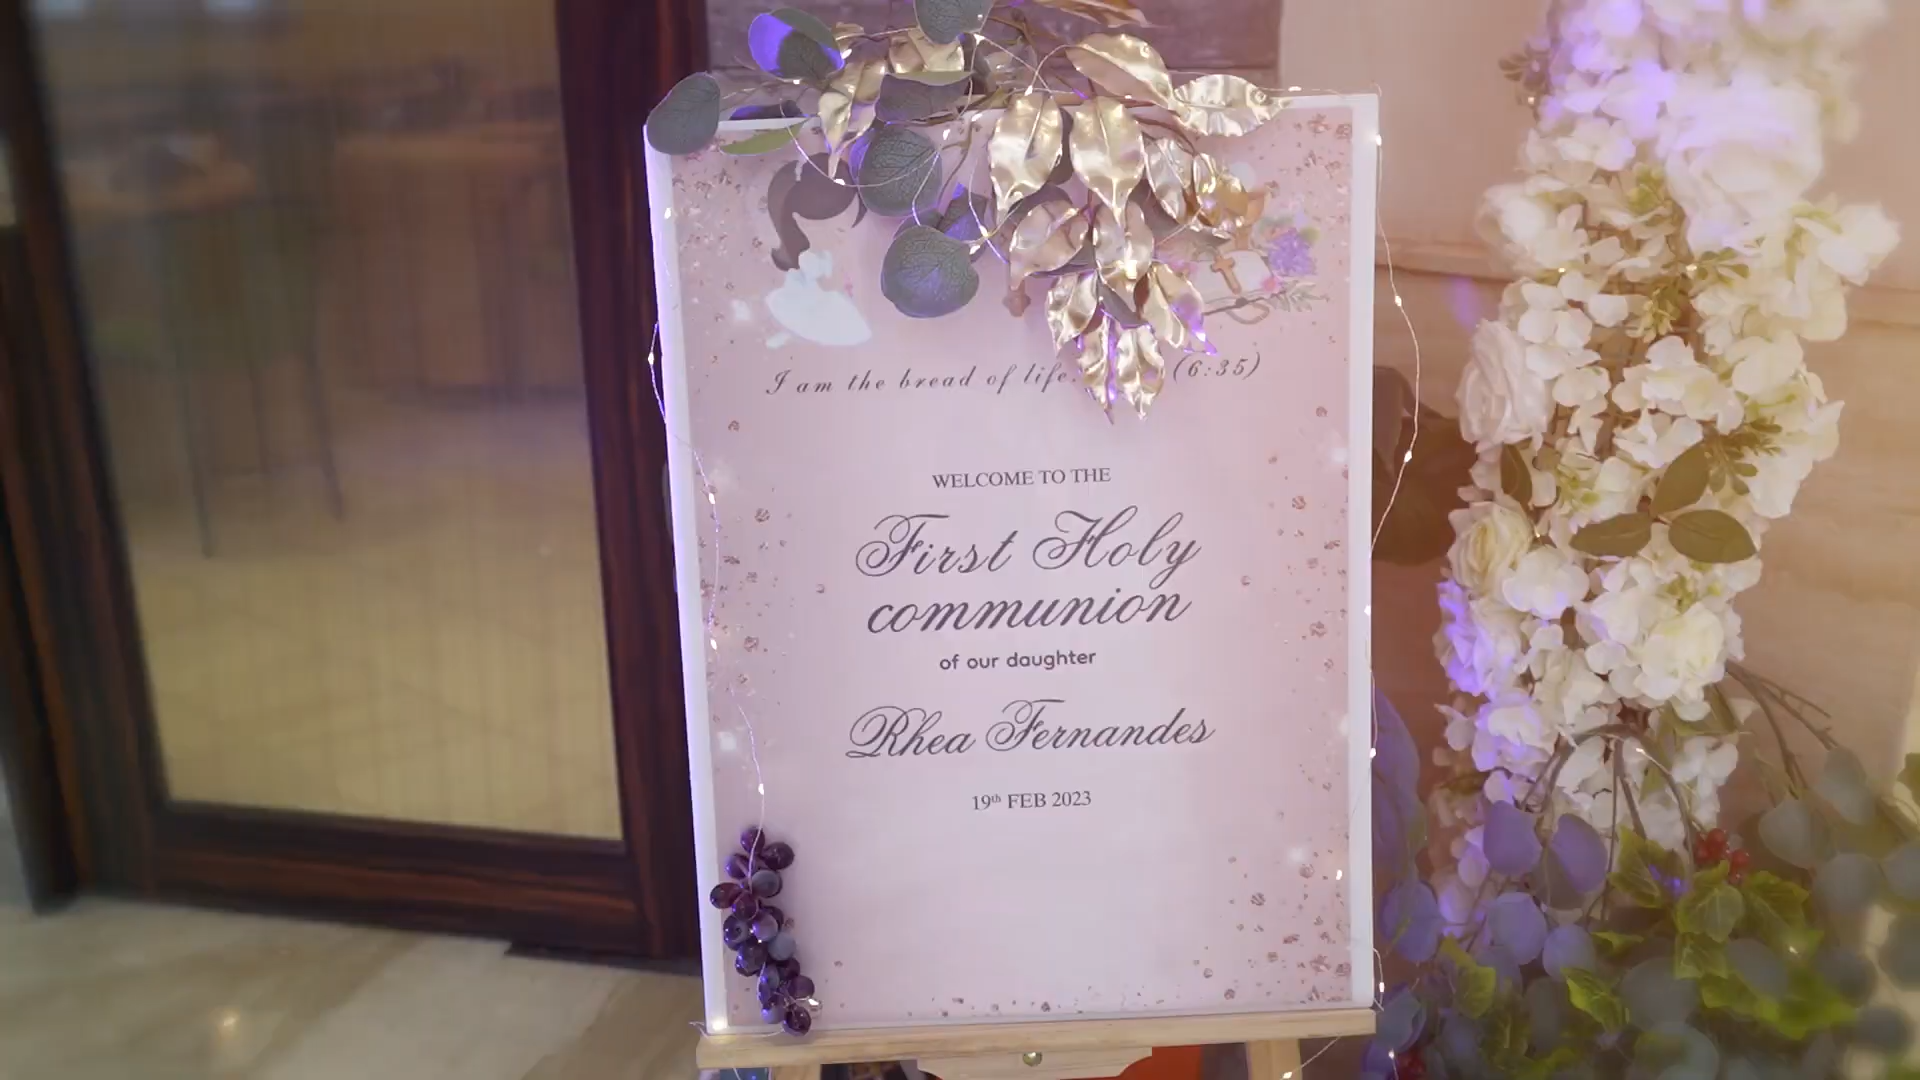 I am the bread of life. (6:35)
WELCOME TO THE
First Holy
communion
of our daughter
Rhea Fernandes
19th FEB 2023